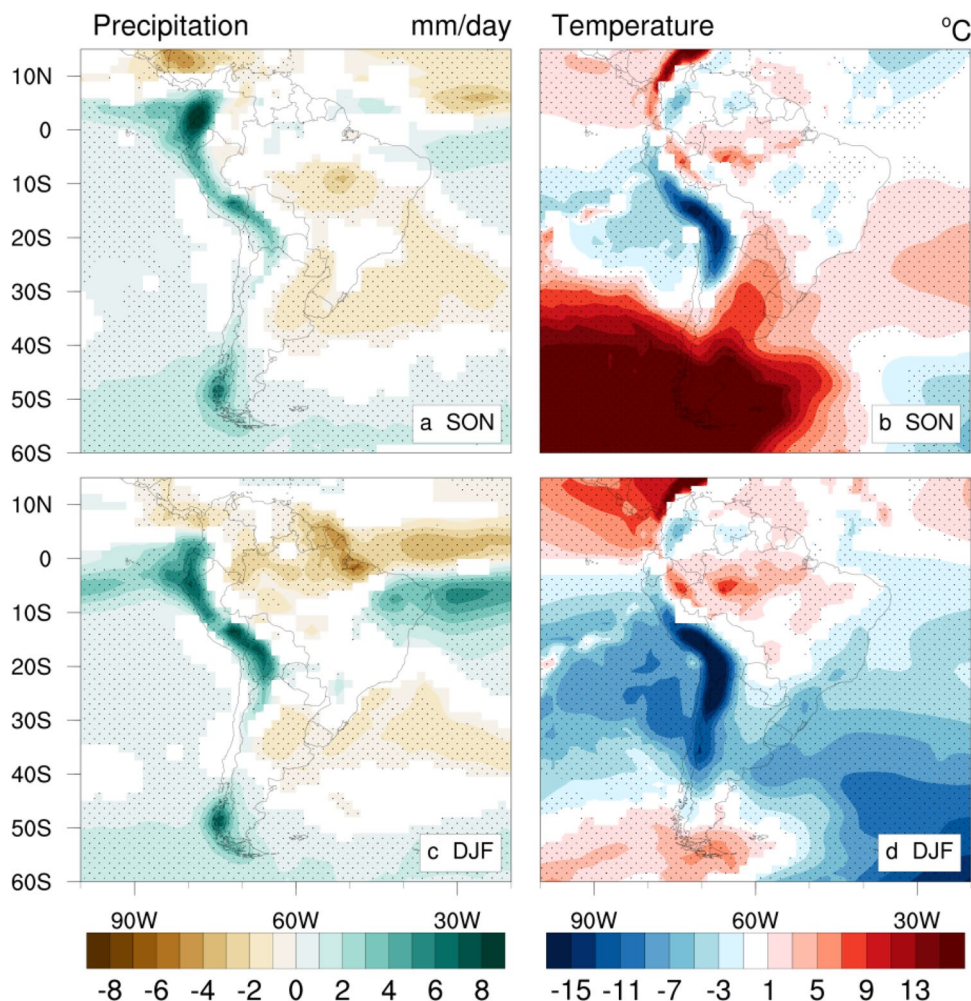 Precipitation mm/day Temperature ºC
10N
0
10S
20S
30S
40S
50S
60S
a SON
b SON
10N
0
10S
20S
30S
40S
50S
60S
c DJF
d DJF
90W 60W 30W 90W 60W 30W
-8 -6 -4 -2 0 2 4 6 8 -15 -11 -7 -3 1 5 9 13